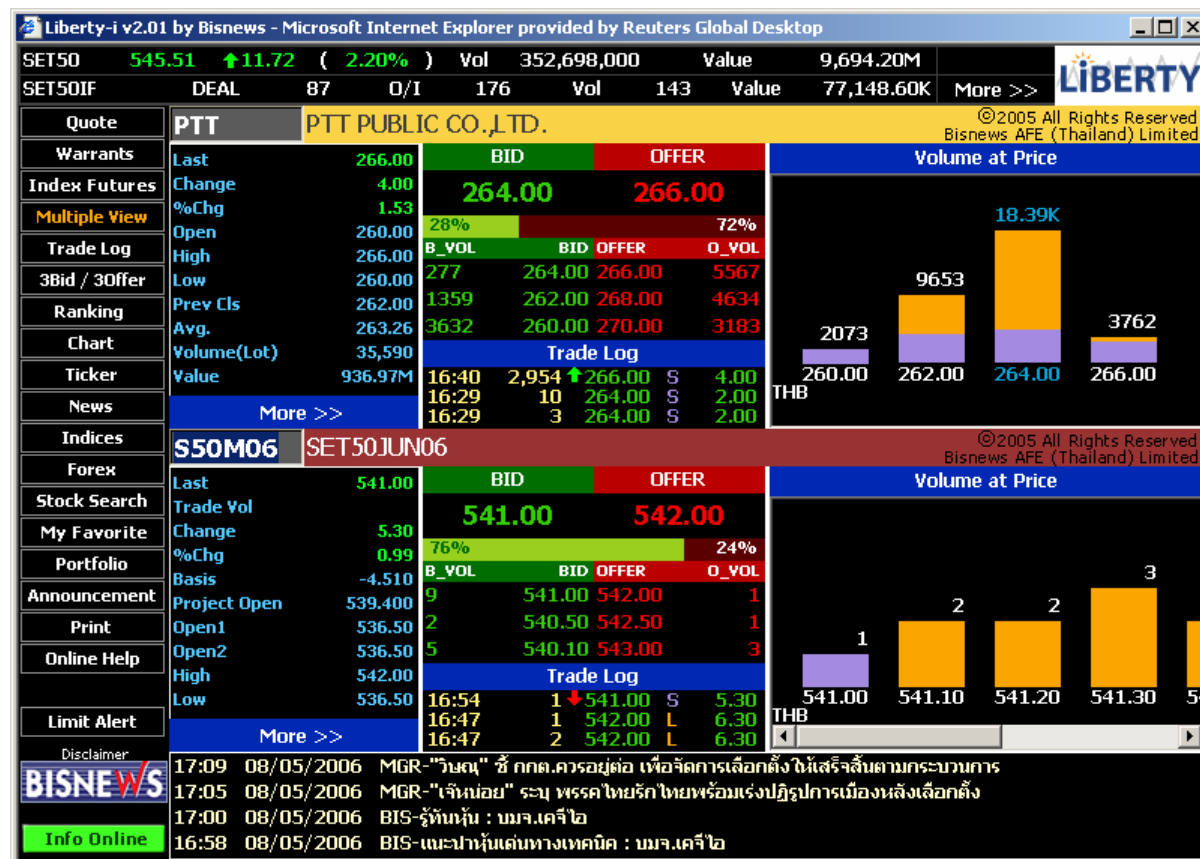 Liberty-i v2.01 by Bisnews - Microsoft Internet Explorer provided by Reuters Global Desktop
SET50 545.51 11.72 ( 2.20% ) Vol 352,698,000 Value 9,694.20M
SET50IF DEAL 87 O/I 176 Vol 143 Value 77,148.60K More >>
LiBERTY
Quote
Warrants
Index Futures
Multiple View
Trade Log
3Bid / 3Offer
Ranking
Chart
Ticker
News
Indices
Forex
Stock Search
My Favorite
Portfolio
Announcement
Print
Online Help
Limit Alert
Disclaimer
BISNEWS
Info Online
PTT PTT PUBLIC CO.,LTD.
©2005 All Rights Reserved
Bisnews AFE (Thailand) Limited
Last 266.00
Change 4.00
%Chg 1.53
Open 260.00
High 266.00
Low 260.00
Prev Cls 262.00
Avg. 263.26
Volume(Lot) 35,590
Value 936.97M
More >>
BID OFFER
264.00 266.00
28% 72%
B_VOL BID OFFER O_VOL
277 264.00 266.00 5567
1359 262.00 268.00 4634
3632 260.00 270.00 3183
Trade Log
16:40 2,954 266.00 S 4.00
16:29 10 264.00 S 2.00
16:29 3 264.00 S 2.00
Volume at Price
2073 9653 18.39K 3762
260.00 262.00 264.00 266.00
THB
S50M06 SET50JUN06
©2005 All Rights Reserved
Bisnews AFE (Thailand) Limited
Last 541.00
Trade Vol
Change 5.30
%Chg 0.99
Basis -4.510
Project Open 539.400
Open1 536.50
Open2 536.50
High 542.00
Low 536.50
More >>
BID OFFER
541.00 542.00
76% 24%
B_VOL BID OFFER O_VOL
9 541.00 542.00 1
2 540.50 542.50 1
5 540.10 543.00 3
Trade Log
16:54 1 541.00 S 5.30
16:47 1 542.00 L 6.30
16:47 2 542.00 L 6.30
Volume at Price
1 2 2 3
541.00 541.10 541.20 541.30
THB
17:09 08/05/2006 MGR-"วิษณุ" ชี้ กกต.ควรอยู่ต่อ เพื่อจัดการเลือกตั้งให้เสร็จสิ้นตามกระบวนการ
17:05 08/05/2006 MGR-"เจ๊หน่อย" ระบุ พรรคไทยรักไทยพร้อมเร่งปฏิรูปการเมืองหลังเลือกตั้ง
17:00 08/05/2006 BIS-รู้ทันหุ้น : บมจ.เคจีไอ
16:58 08/05/2006 BIS-แนะนำหุ้นเด่นทางเทคนิค : บมจ.เคจีไอ